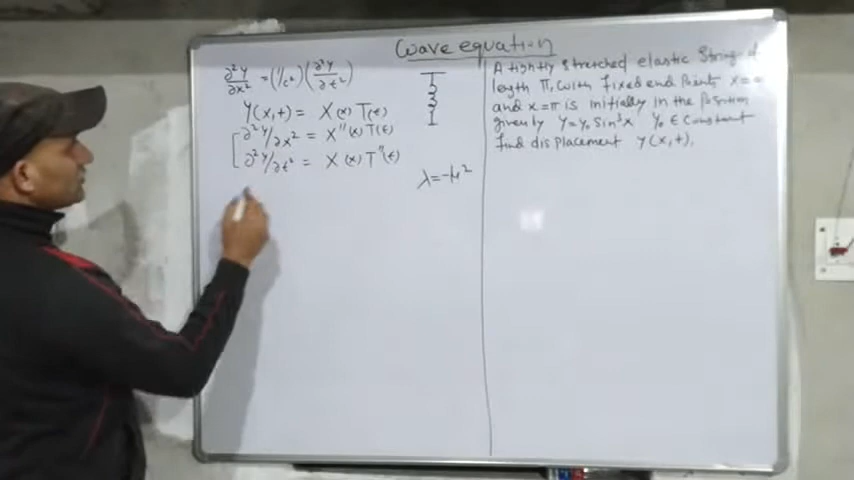 Wave equation
∂²y/∂x² = (1/c²)(∂²y/∂t²)
Y(x,t) = X(x) T(t)
∂²y/∂x² = X''(x) T(t)
∂²y/∂t² = X(x) T''(t)
λ=-μ²
A tightly stretched elastic string of
length π, with fixed end points x=0
and x=π is initially in the position
given by Y=y₀ sin³x y₀ ∈ constant
find displacement y(x,t).